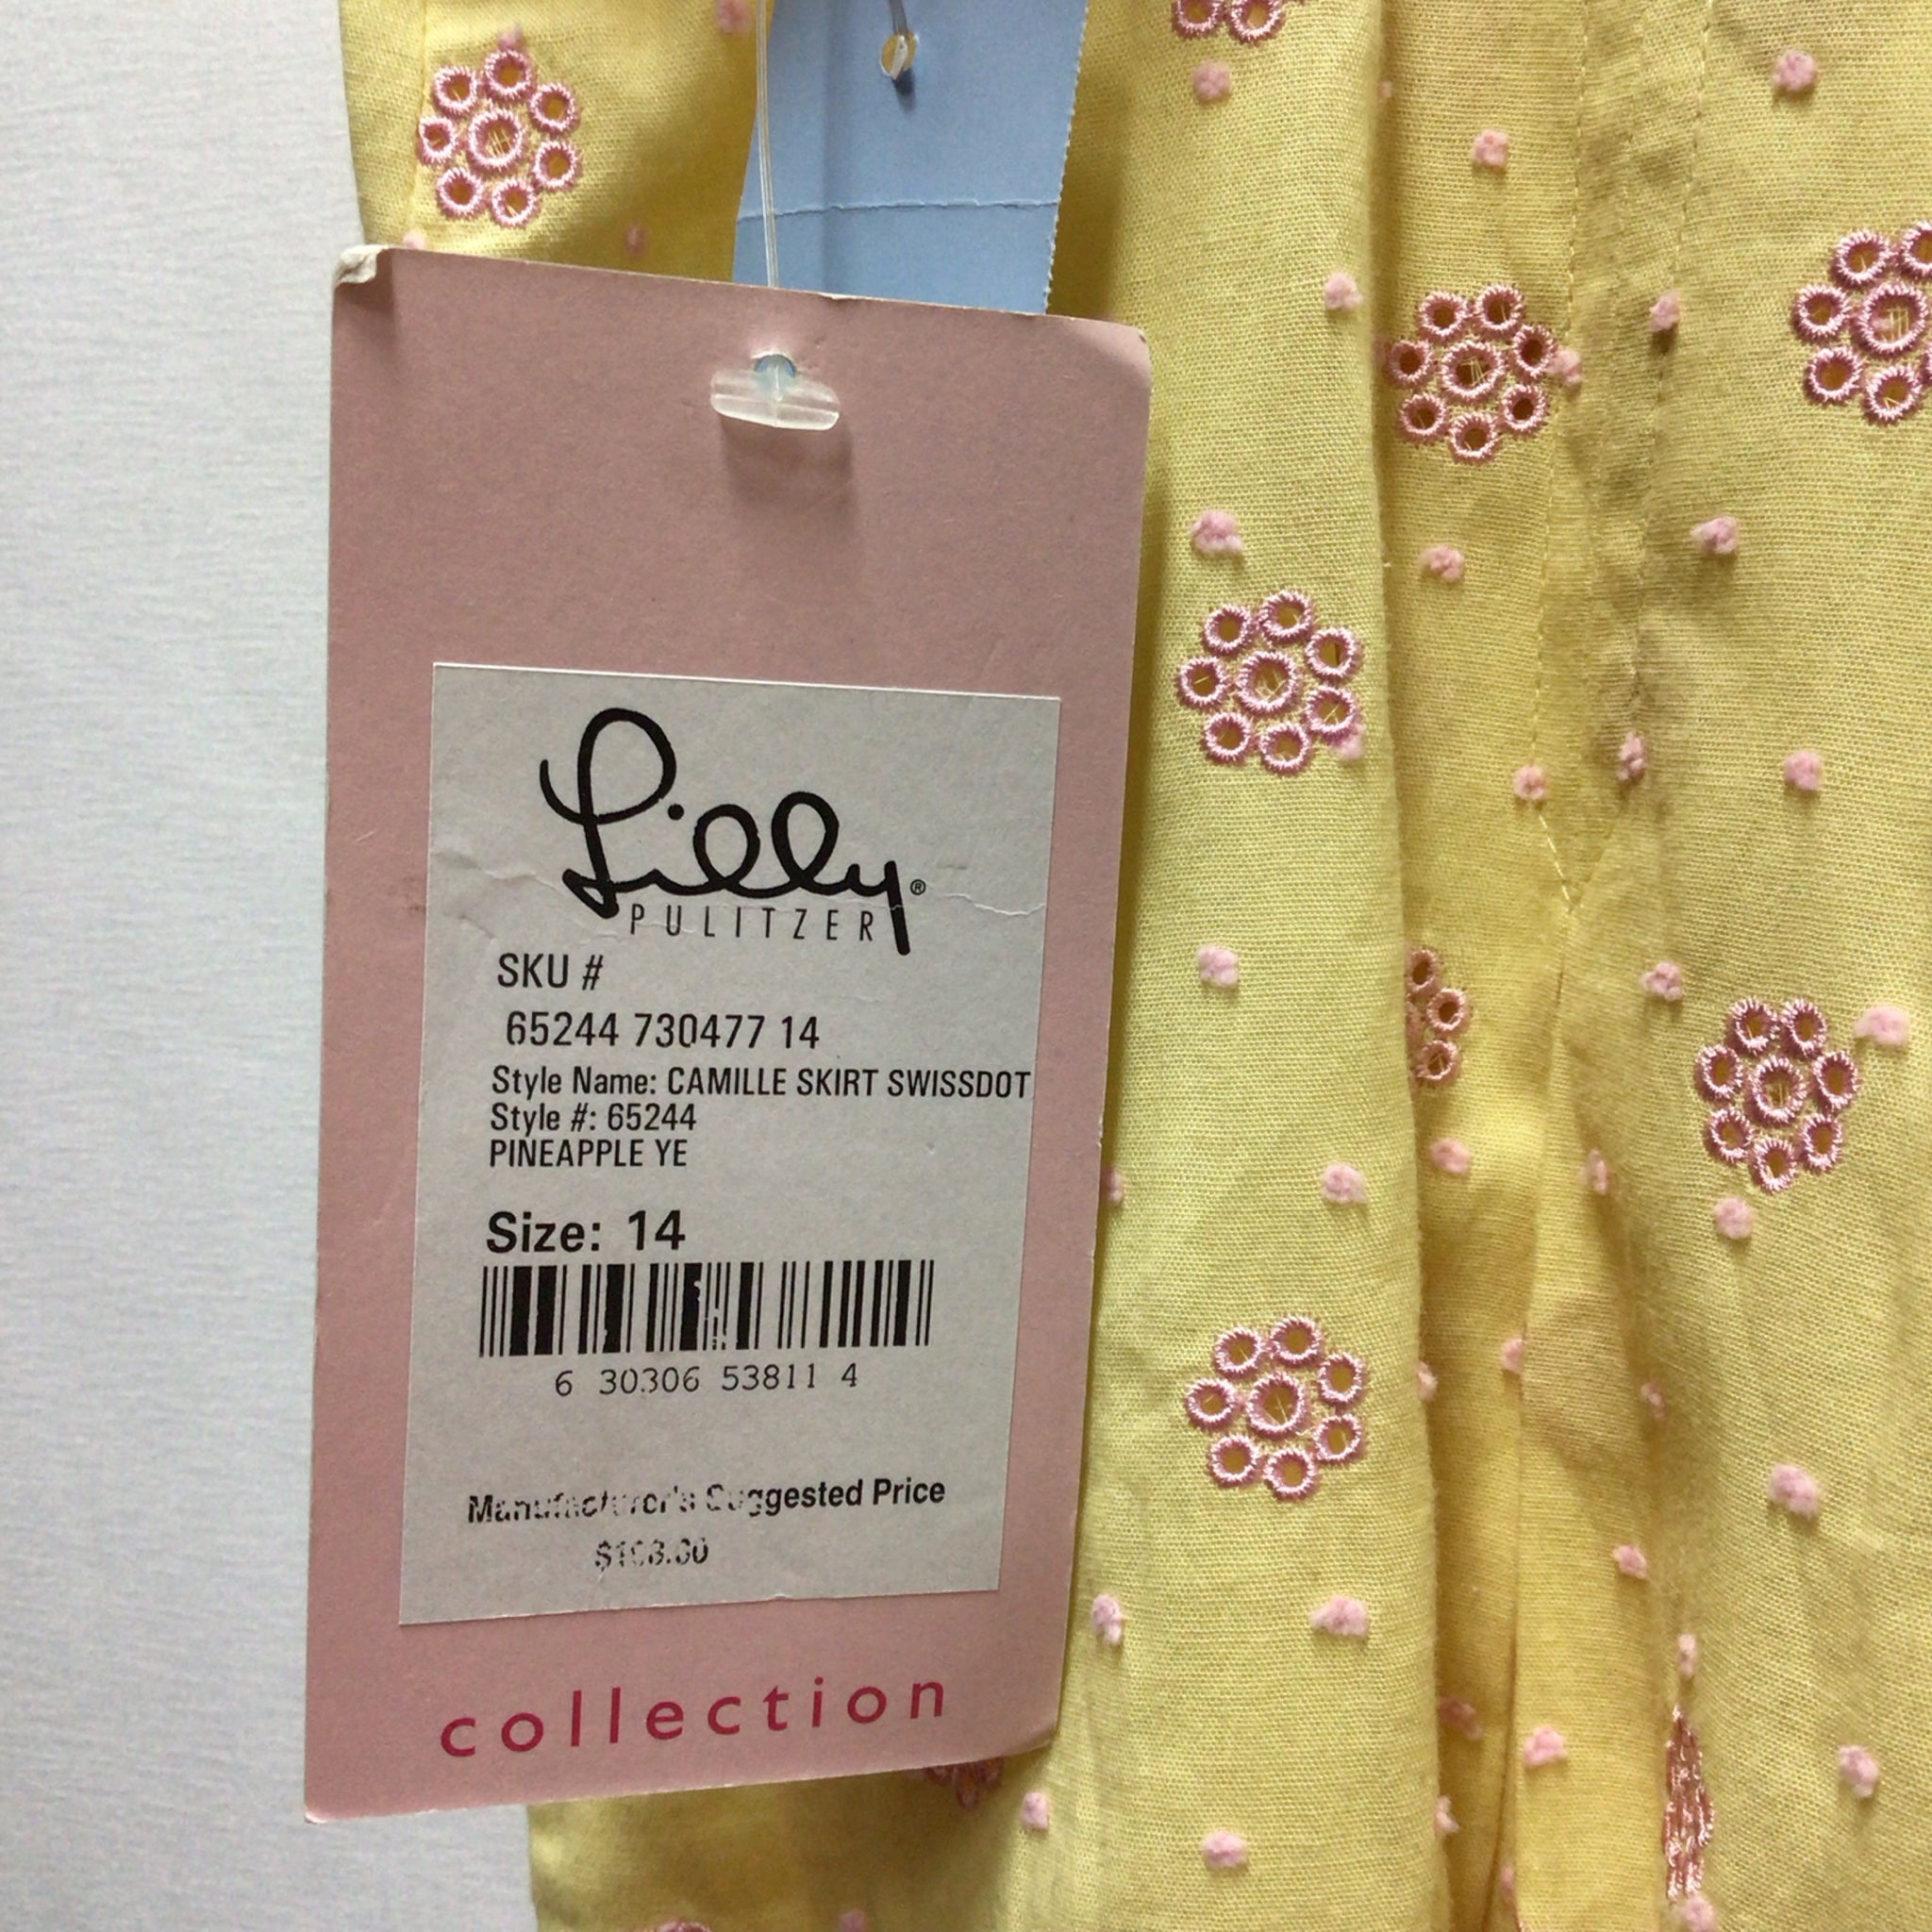 Lilly®
PULITZER
SKU #
65244 730477 14
Style Name: CAMILLE SKIRT SWISSDOT
Style #: 65244
PINEAPPLE YE
Size: 14
6 30306 53811 4
Manufacturer's Suggested Price
collection